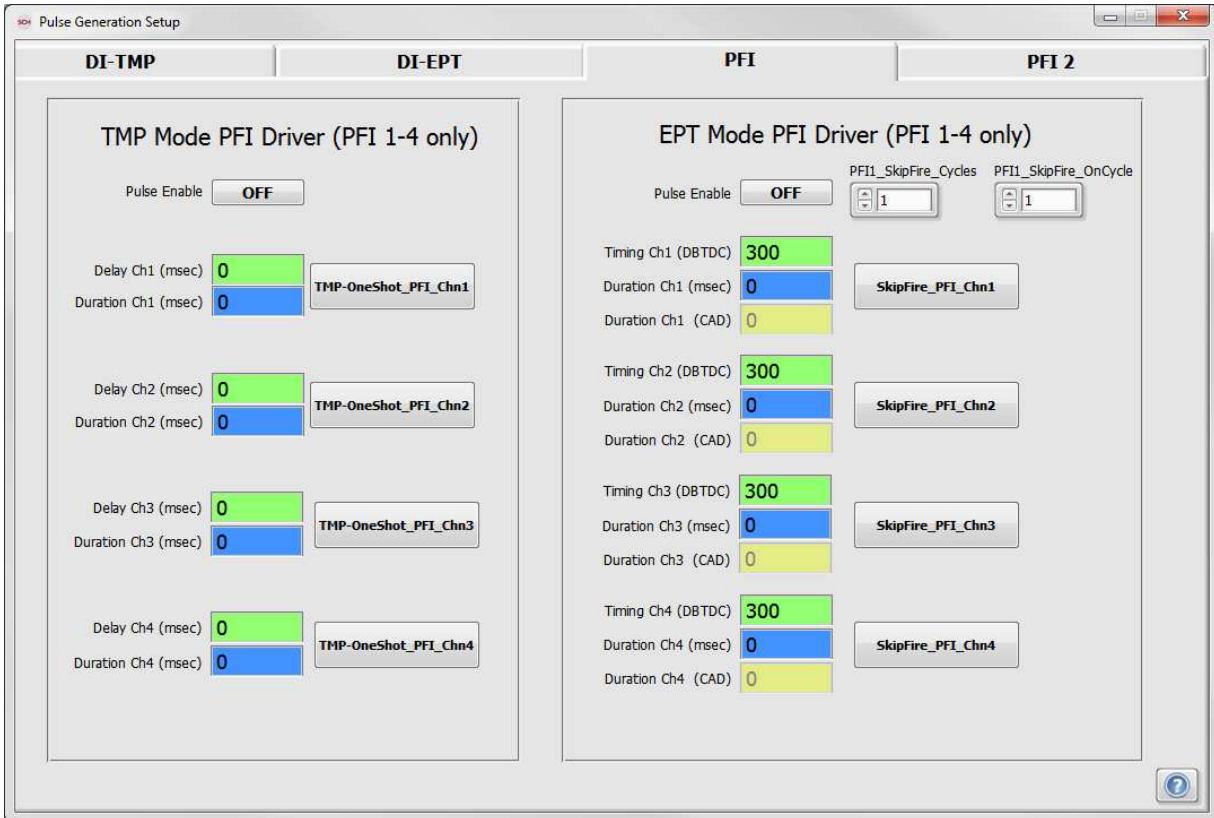 SCM Pulse Generation Setup
DI-TMP DI-EPT PFI PFI 2
TMP Mode PFI Driver (PFI 1-4 only)
Pulse Enable OFF
Delay Ch1 (msec) 0
Duration Ch1 (msec) 0
TMP-OneShot_PFI_Chn1
Delay Ch2 (msec) 0
Duration Ch2 (msec) 0
TMP-OneShot_PFI_Chn2
Delay Ch3 (msec) 0
Duration Ch3 (msec) 0
TMP-OneShot_PFI_Chn3
Delay Ch4 (msec) 0
Duration Ch4 (msec) 0
TMP-OneShot_PFI_Chn4
EPT Mode PFI Driver (PFI 1-4 only)
PFI1_SkipFire_Cycles PFI1_SkipFire_OnCycle
Pulse Enable OFF 1 1
Timing Ch1 (DBTDC) 300
Duration Ch1 (msec) 0
SkipFire_PFI_Chn1
Duration Ch1 (CAD) 0
Timing Ch2 (DBTDC) 300
Duration Ch2 (msec) 0
SkipFire_PFI_Chn2
Duration Ch2 (CAD) 0
Timing Ch3 (DBTDC) 300
Duration Ch3 (msec) 0
SkipFire_PFI_Chn3
Duration Ch3 (CAD) 0
Timing Ch4 (DBTDC) 300
Duration Ch4 (msec) 0
SkipFire_PFI_Chn4
Duration Ch4 (CAD) 0
?